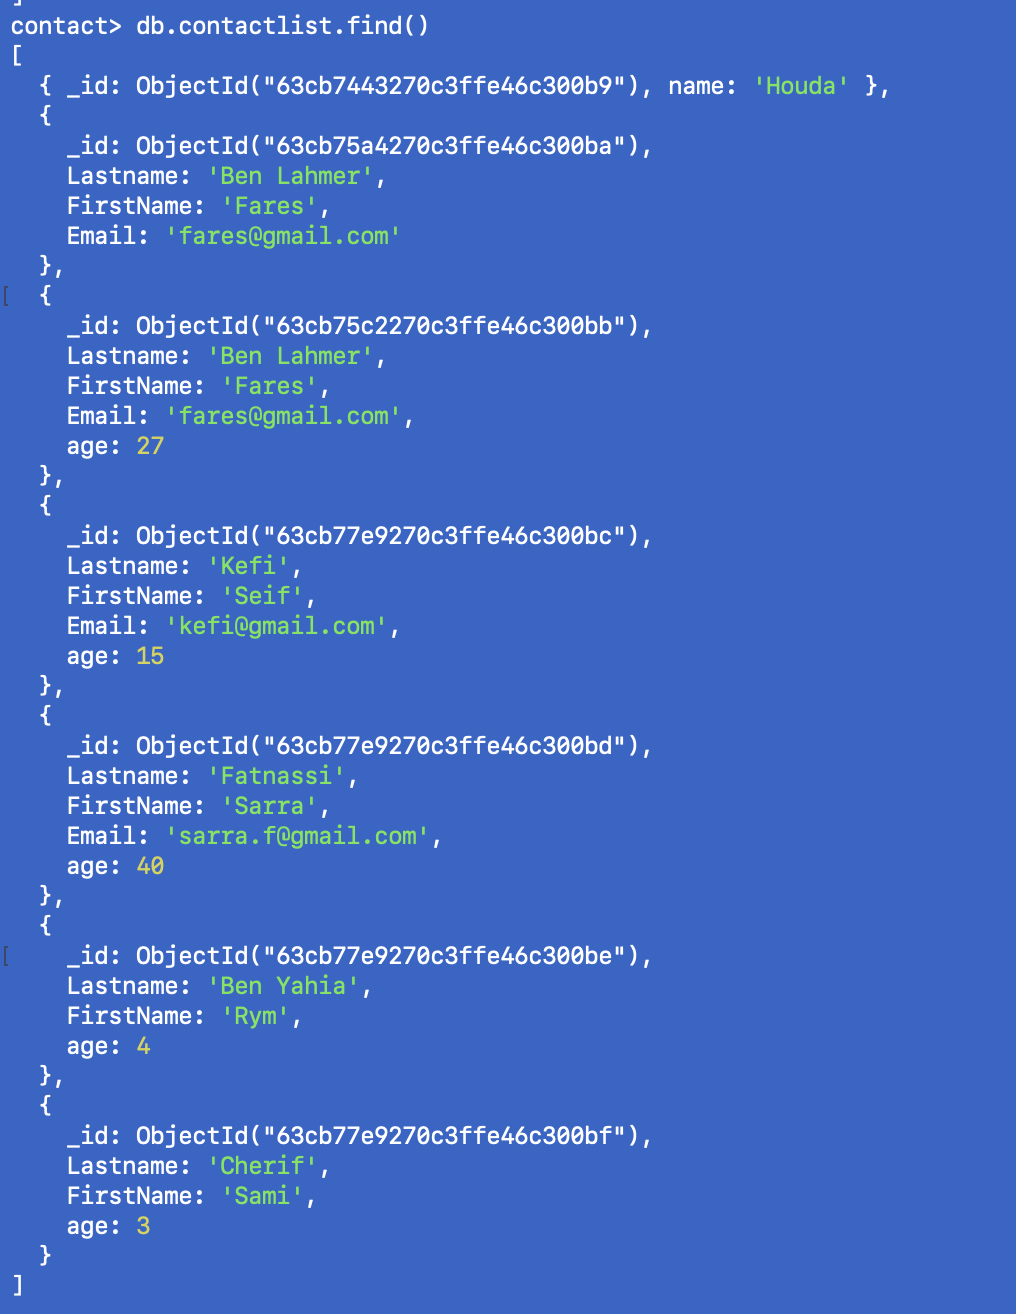 ]
contact> db.contactlist.find()
[
  { _id: ObjectId("63cb7443270c3ffe46c300b9"), name: 'Houda' },
  {
    _id: ObjectId("63cb75a4270c3ffe46c300ba"),
    Lastname: 'Ben Lahmer',
    FirstName: 'Fares',
    Email: 'fares@gmail.com'
  },
[  {
    _id: ObjectId("63cb75c2270c3ffe46c300bb"),
    Lastname: 'Ben Lahmer',
    FirstName: 'Fares',
    Email: 'fares@gmail.com',
    age: 27
  },
  {
    _id: ObjectId("63cb77e9270c3ffe46c300bc"),
    Lastname: 'Kefi',
    FirstName: 'Seif',
    Email: 'kefi@gmail.com',
    age: 15
  },
  {
    _id: ObjectId("63cb77e9270c3ffe46c300bd"),
    Lastname: 'Fatnassi',
    FirstName: 'Sarra',
    Email: 'sarra.f@gmail.com',
    age: 40
  },
  {
[    _id: ObjectId("63cb77e9270c3ffe46c300be"),
    Lastname: 'Ben Yahia',
    FirstName: 'Rym',
    age: 4
  },
  {
    _id: ObjectId("63cb77e9270c3ffe46c300bf"),
    Lastname: 'Cherif',
    FirstName: 'Sami',
    age: 3
  }
]